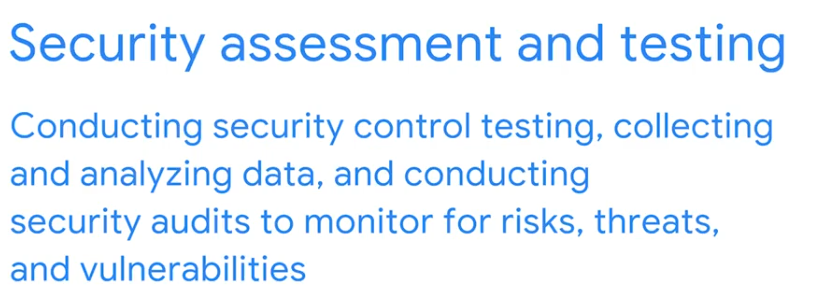 Security assessment and testing
Conducting security control testing, collecting
and analyzing data, and conducting
security audits to monitor for risks, threats,
and vulnerabilities